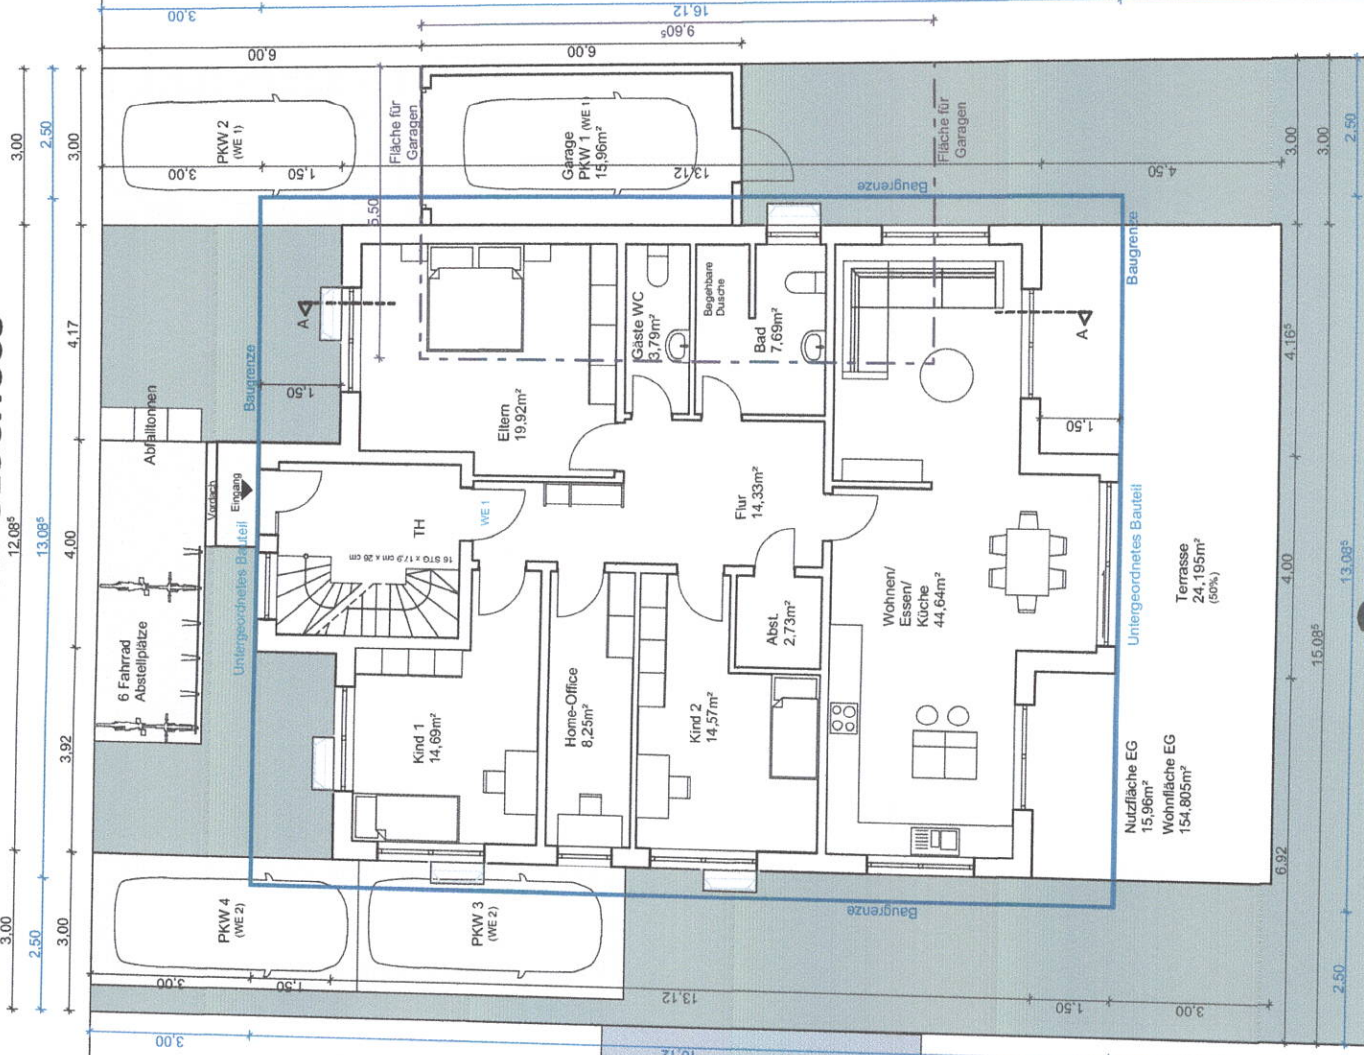 3,00
16,12
9,60⁵
6,00
6,00
3,00
2,50
3,00
PKW 2
(WE 1)
3,00
1,50
Fläche für
Garagen
Garage
PKW 1 (WE 1)
15,96m²
13,12
Fläche für
Garagen
4,50
3,00
3,00
2,50
5,50
Baugrenze
Baugrenze
4,17
A
Abfalltonnen
Baugrenze
1,50
Eltern
19,92m²
Gäste WC
3,79m²
Begehbare
Dusche
Bad
7,69m²
A
1,50
4,16⁵
12,08⁵
13,08⁵
4,00
Vordach
Eingang
Untergeordnetes Bauteil
TH
16 STG x 17,9 cm x 26 cm
WE 1
Flur
14,33m²
Abst.
2,73m²
Wohnen/
Essen/
Küche
44,64m²
Untergeordnetes Bauteil
Terrasse
24,195m²
(50%)
4,00
15,08⁵
13,08⁵
6 Fahrrad
Abstellplätze
3,92
Kind 1
14,69m²
Home-Office
8,25m²
Kind 2
14,57m²
Nutzfläche EG
15,96m²
Wohnfläche EG
154,805m²
6,92
Baugrenze
3,00
2,50
3,00
PKW 4
(WE 2)
PKW 3
(WE 2)
3,00
1,50
13,12
1,50
3,00
2,50
3,00
16,12